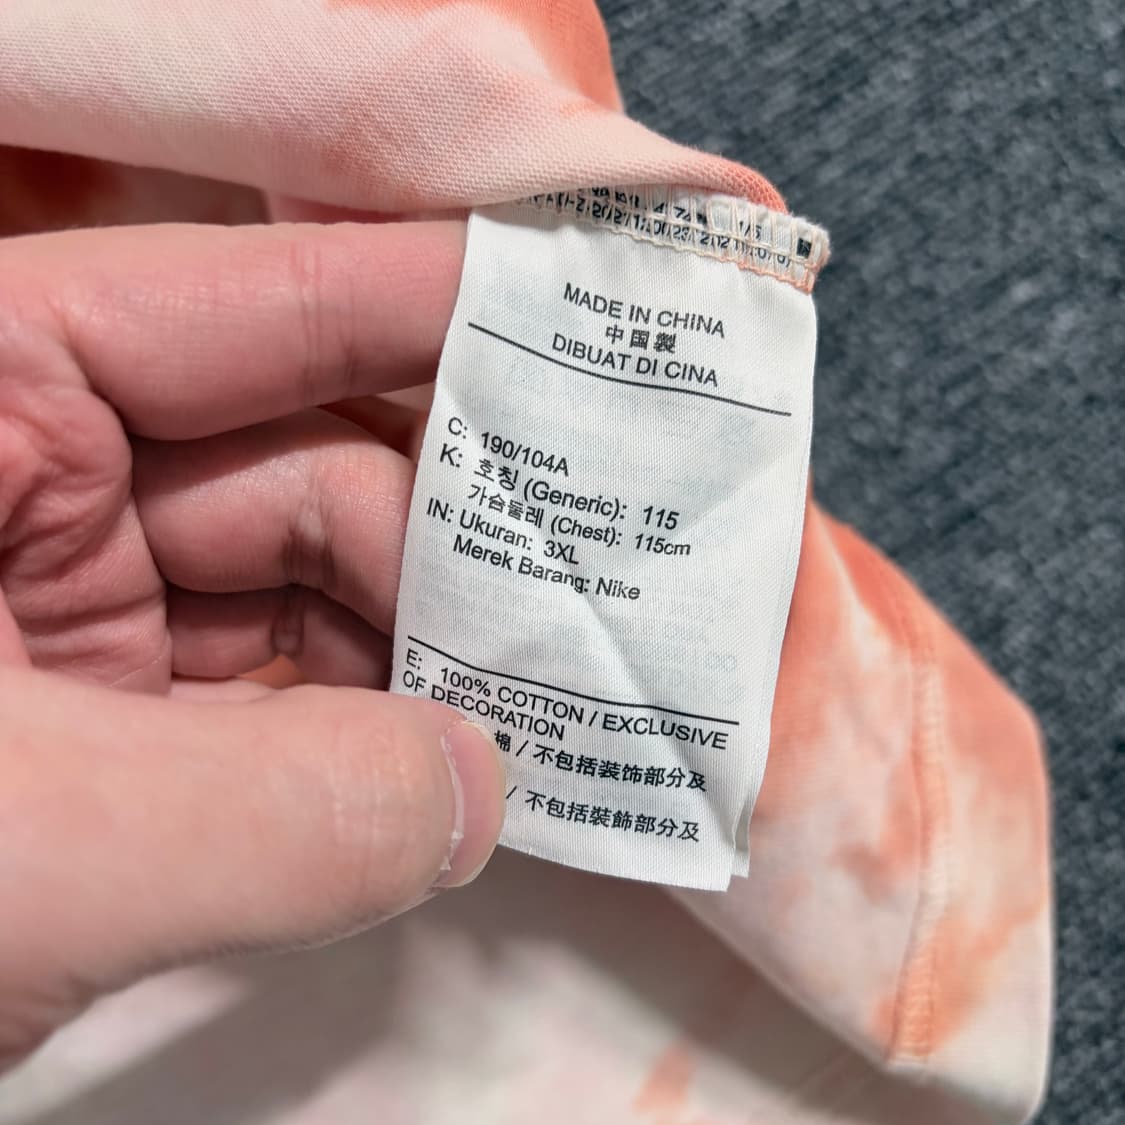 MADE IN CHINA
中国製
DIBUAT DI CINA
C: 190/104A
K: 호칭 (Generic): 115
가슴둘레 (Chest): 115cm
IN: Ukuran: 3XL
Merek Barang: Nike
E: 100% COTTON / EXCLUSIVE
OF DECORATION
棉 / 不包括装饰部分及
/ 不包括裝飾部分及